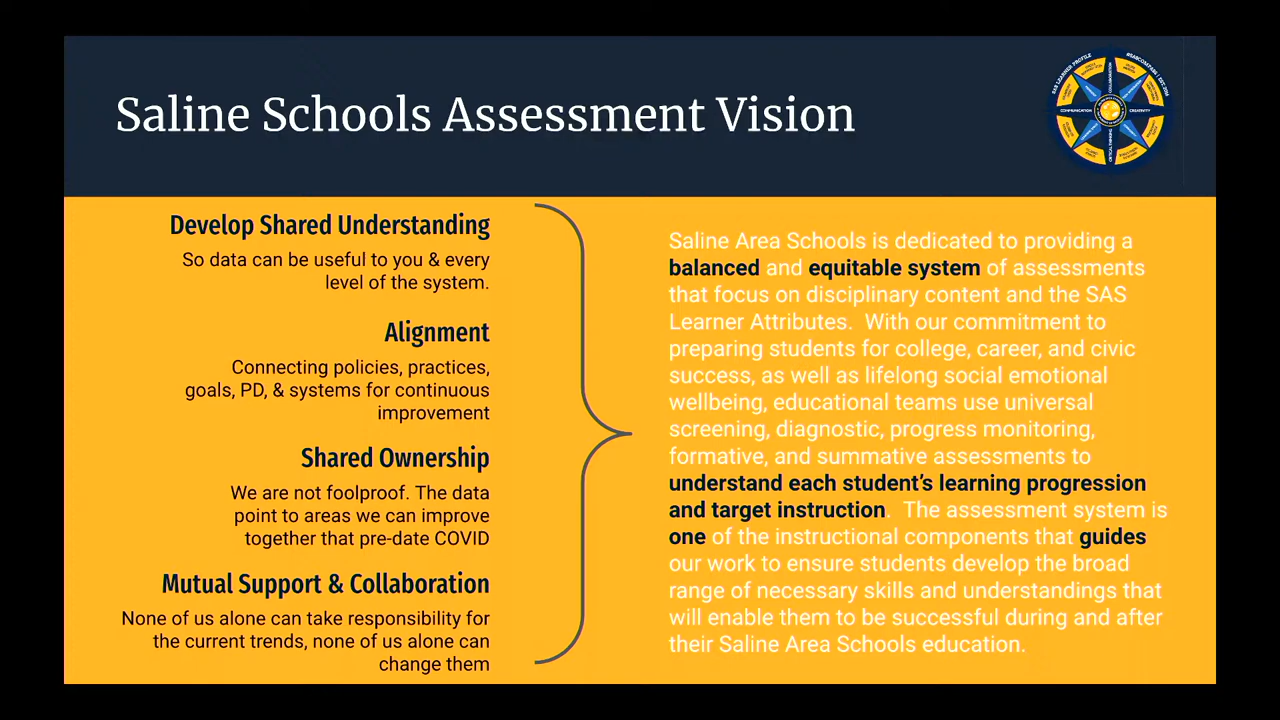 Saline Schools Assessment Vision
SAS LEARNER PROFILE
#SASCOMPASS
COLLABORATION
COMMUNICATION
CREATIVITY
CRITICAL THINKING
Develop Shared Understanding
So data can be useful to you & every
level of the system.
Alignment
Connecting policies, practices,
goals, PD, & systems for continuous
improvement
Shared Ownership
We are not foolproof. The data
point to areas we can improve
together that pre-date COVID
Mutual Support & Collaboration
None of us alone can take responsibility for
the current trends, none of us alone can
change them
Saline Area Schools is dedicated to providing a
balanced and equitable system of assessments
that focus on disciplinary content and the SAS
Learner Attributes.  With our commitment to
preparing students for college, career, and civic
success, as well as lifelong social emotional
wellbeing, educational teams use universal
screening, diagnostic, progress monitoring,
formative, and summative assessments to
understand each student’s learning progression
and target instruction.  The assessment system is
one of the instructional components that guides
our work to ensure students develop the broad
range of necessary skills and understandings that
will enable them to be successful during and after
their Saline Area Schools education.